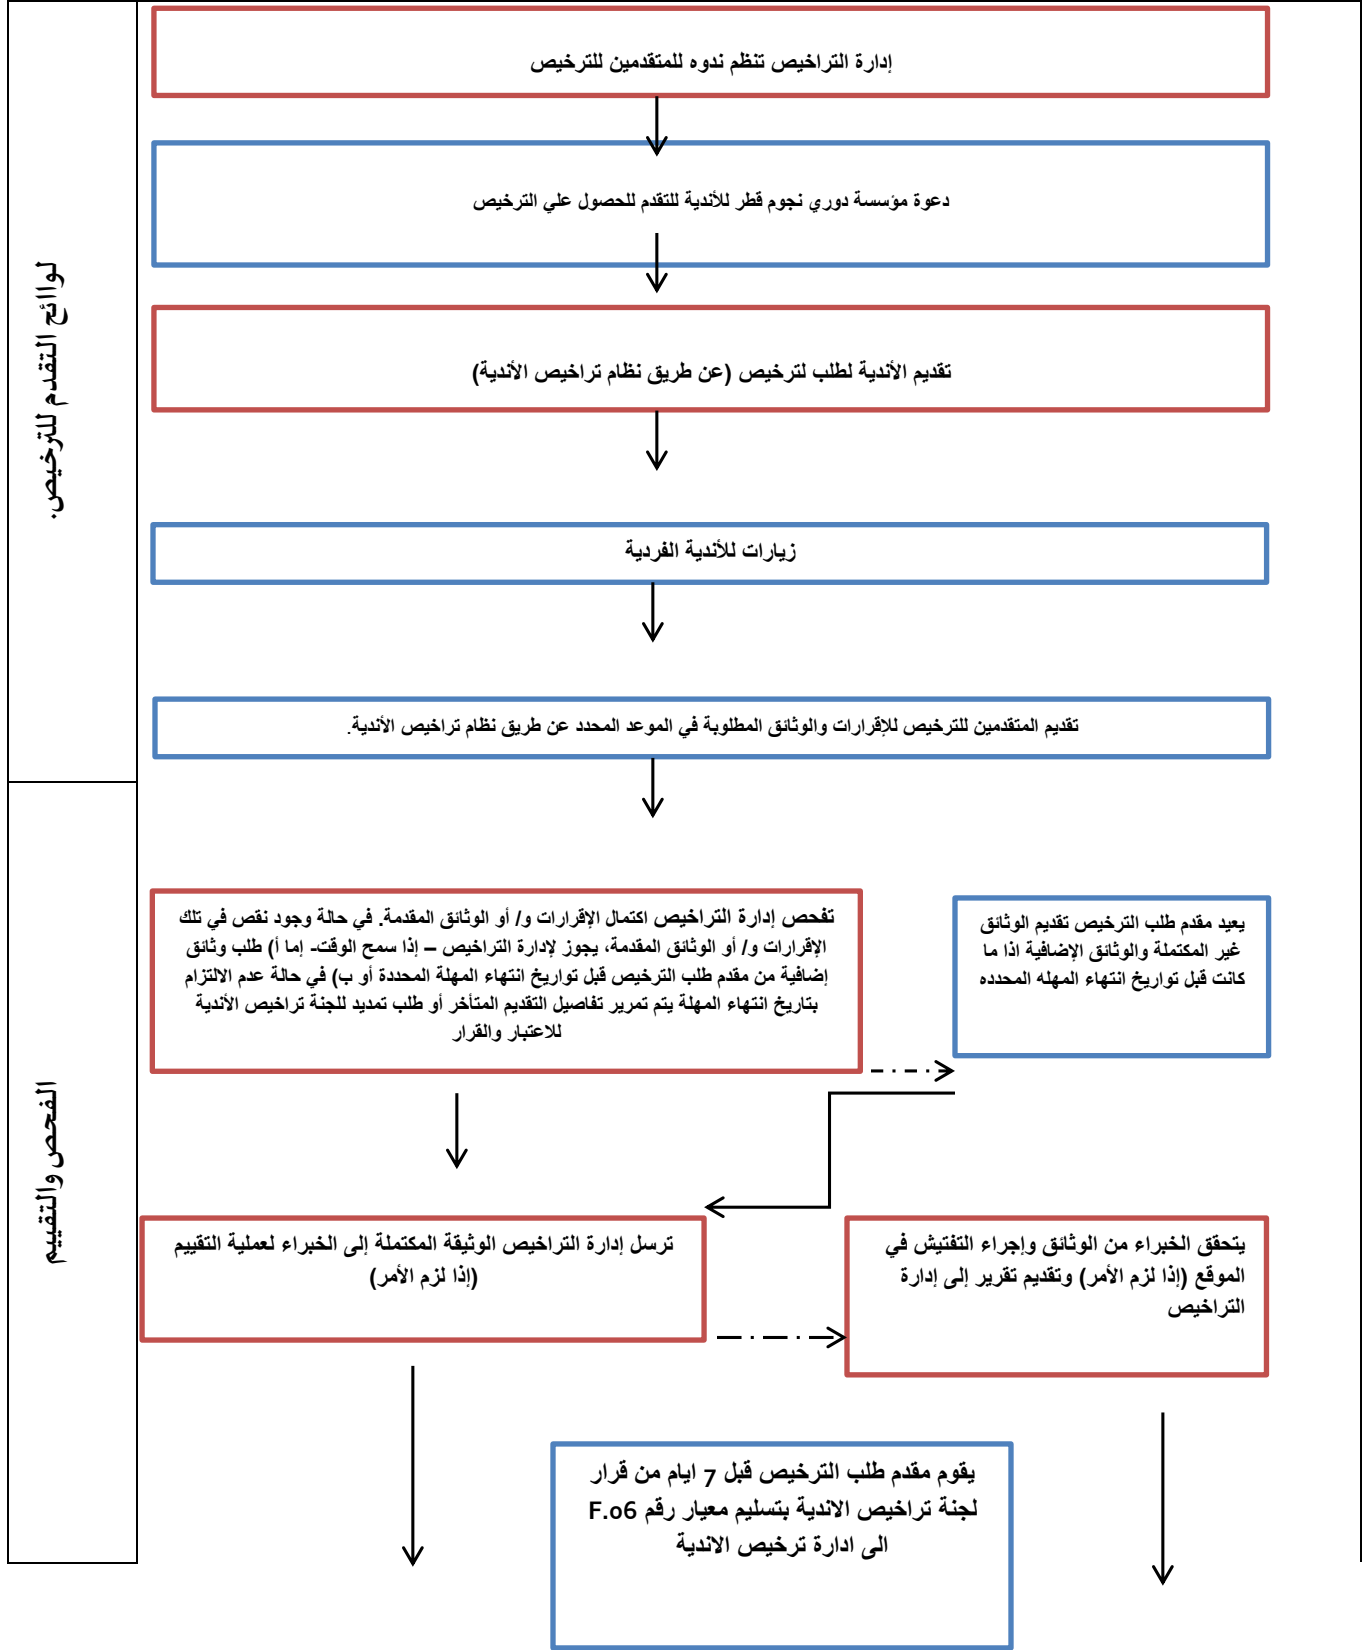 إدارة التراخيص تنظم ندوه للمتقدمين للترخيص
دعوة مؤسسة دوري نجوم قطر للأندية للتقدم للحصول علي الترخيص
تقديم الأندية لطلب لترخيص (عن طريق نظام تراخيص الأندية)
زيارات للأندية الفردية
تقديم المتقدمين للترخيص للإقرارات والوثائق المطلوبة في الموعد المحدد عن طريق نظام تراخيص الأندية.
لوائح التقدم للترخيص.
يعيد مقدم طلب الترخيص تقديم الوثائق
غير المكتملة والوثائق الإضافية اذا ما
كانت قبل تواريخ انتهاء المهله المحدده
تفحص إدارة التراخيص اكتمال الإقرارات و/ أو الوثائق المقدمة. في حالة وجود نقص في تلك
الإقرارات و/ أو الوثائق المقدمة، يجوز لإدارة التراخيص – إذا سمح الوقت- إما أ) طلب وثائق
إضافية من مقدم طلب الترخيص قبل تواريخ انتهاء المهلة المحددة أو ب) في حالة عدم الالتزام
بتاريخ انتهاء المهلة يتم تمرير تفاصيل التقديم المتأخر أو طلب تمديد للجنة تراخيص الأندية
للاعتبار والقرار
يتحقق الخبراء من الوثائق وإجراء التفتيش في
الموقع (إذا لزم الأمر) وتقديم تقرير إلى إدارة
التراخيص
ترسل إدارة التراخيص الوثيقة المكتملة إلى الخبراء لعملية التقييم
(إذا لزم الأمر)
يقوم مقدم طلب الترخيص قبل 7 ايام من قرار
لجنة تراخيص الاندية بتسليم معيار رقم F.06
الى ادارة ترخيص الاندية
الفحص والتقييم